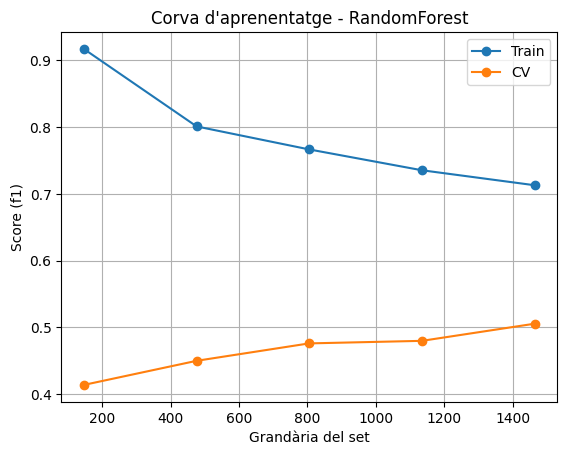 Corva d'aprenentatge - RandomForest
Train
CV
Score (f1)
0.9
0.8
0.7
0.6
0.5
0.4
200
400
600
800
1000
1200
1400
Grandària del set